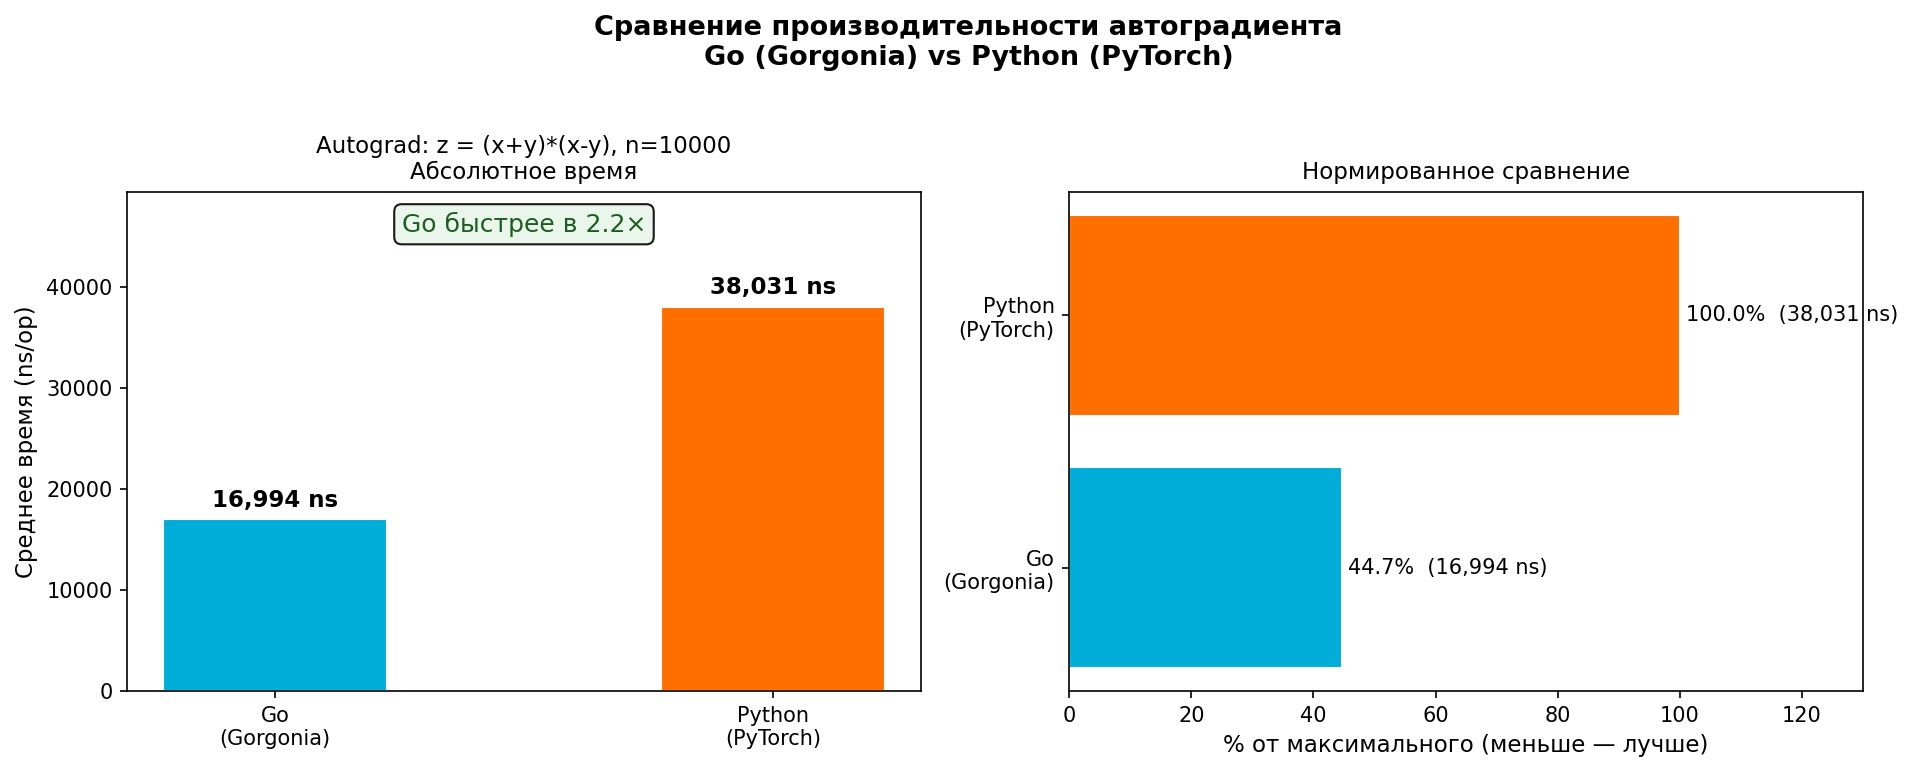 Сравнение производительности автоградиента
Go (Gorgonia) vs Python (PyTorch)
Autograd: z = (x+y)*(x-y), n=10000
Абсолютное время
Go быстрее в 2.2×
Среднее время (ns/op)
40000
30000
20000
10000
0
16,994 ns
38,031 ns
Go
(Gorgonia)
Python
(PyTorch)
Нормированное сравнение
Python
(PyTorch)
100.0%  (38,031 ns)
Go
(Gorgonia)
44.7%  (16,994 ns)
0
20
40
60
80
100
120
% от максимального (меньше — лучше)